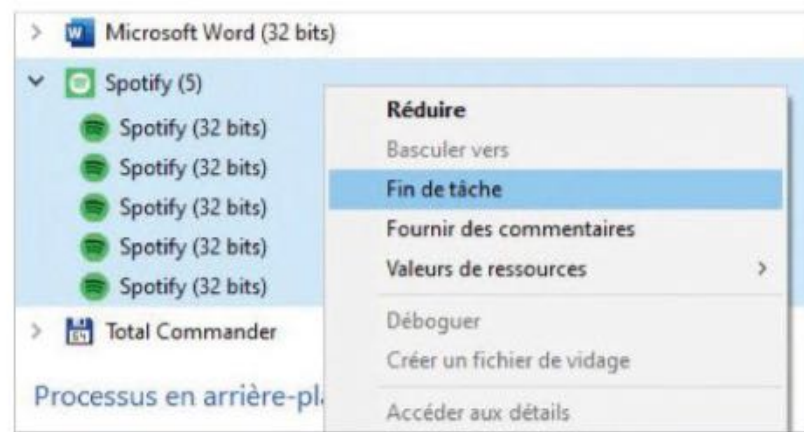 Microsoft Word (32 bits)
Spotify (5)
Spotify (32 bits)
Spotify (32 bits)
Spotify (32 bits)
Spotify (32 bits)
Spotify (32 bits)
Total Commander
Processus en arrière-pl
Réduire
Basculer vers
Fin de tâche
Fournir des commentaires
Valeurs de ressources
Déboguer
Créer un fichier de vidage
Accéder aux détails